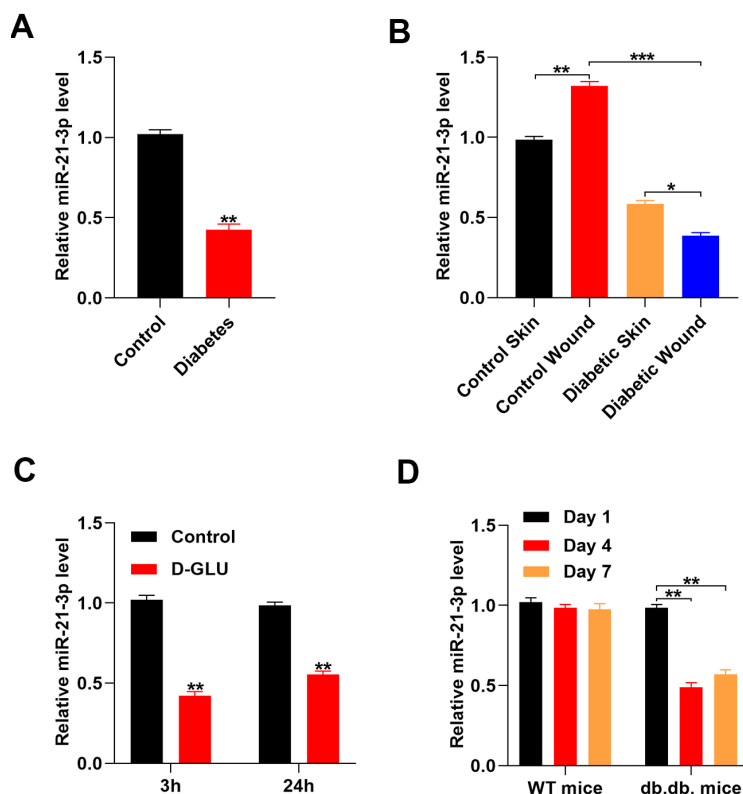 A
Relative miR-21-3p level
1.5
1.0
0.5
0.0
**
Control
Diabetes
B
Relative miR-21-3p level
1.5
1.0
0.5
0.0
**
***
*
Control Skin
Control Wound
Diabetic Skin
Diabetic Wound
C
Relative miR-21-3p level
1.5
1.0
0.5
0.0
Control
D-GLU
**
**
3h
24h
D
Relative miR-21-3p level
1.5
1.0
0.5
0.0
Day 1
Day 4
Day 7
**
**
WT mice
db.db. mice